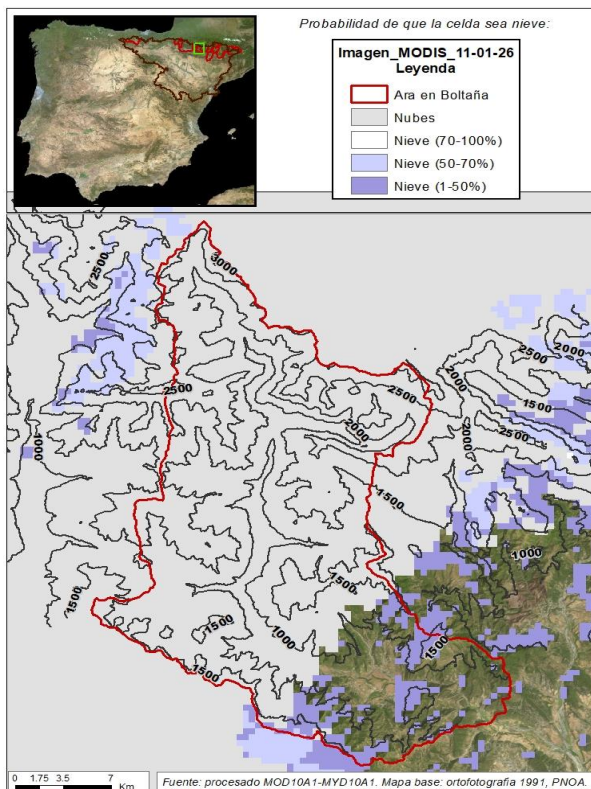 Probabilidad de que la celda sea nieve:
Imagen_MODIS_11-01-26
Leyenda
Ara en Boltaña
Nubes
Nieve (70-100%)
Nieve (50-70%)
Nieve (1-50%)
2500
3000
2000
2500
2000
1500
2500
2500
2500
2000
2000
1000
1500
1000
1500
1500
1500
1000
1500
1500
0 1.75 3.5 7
Km
Fuente: procesado MOD10A1-MYD10A1. Mapa base: ortofotografía 1991, PNOA.